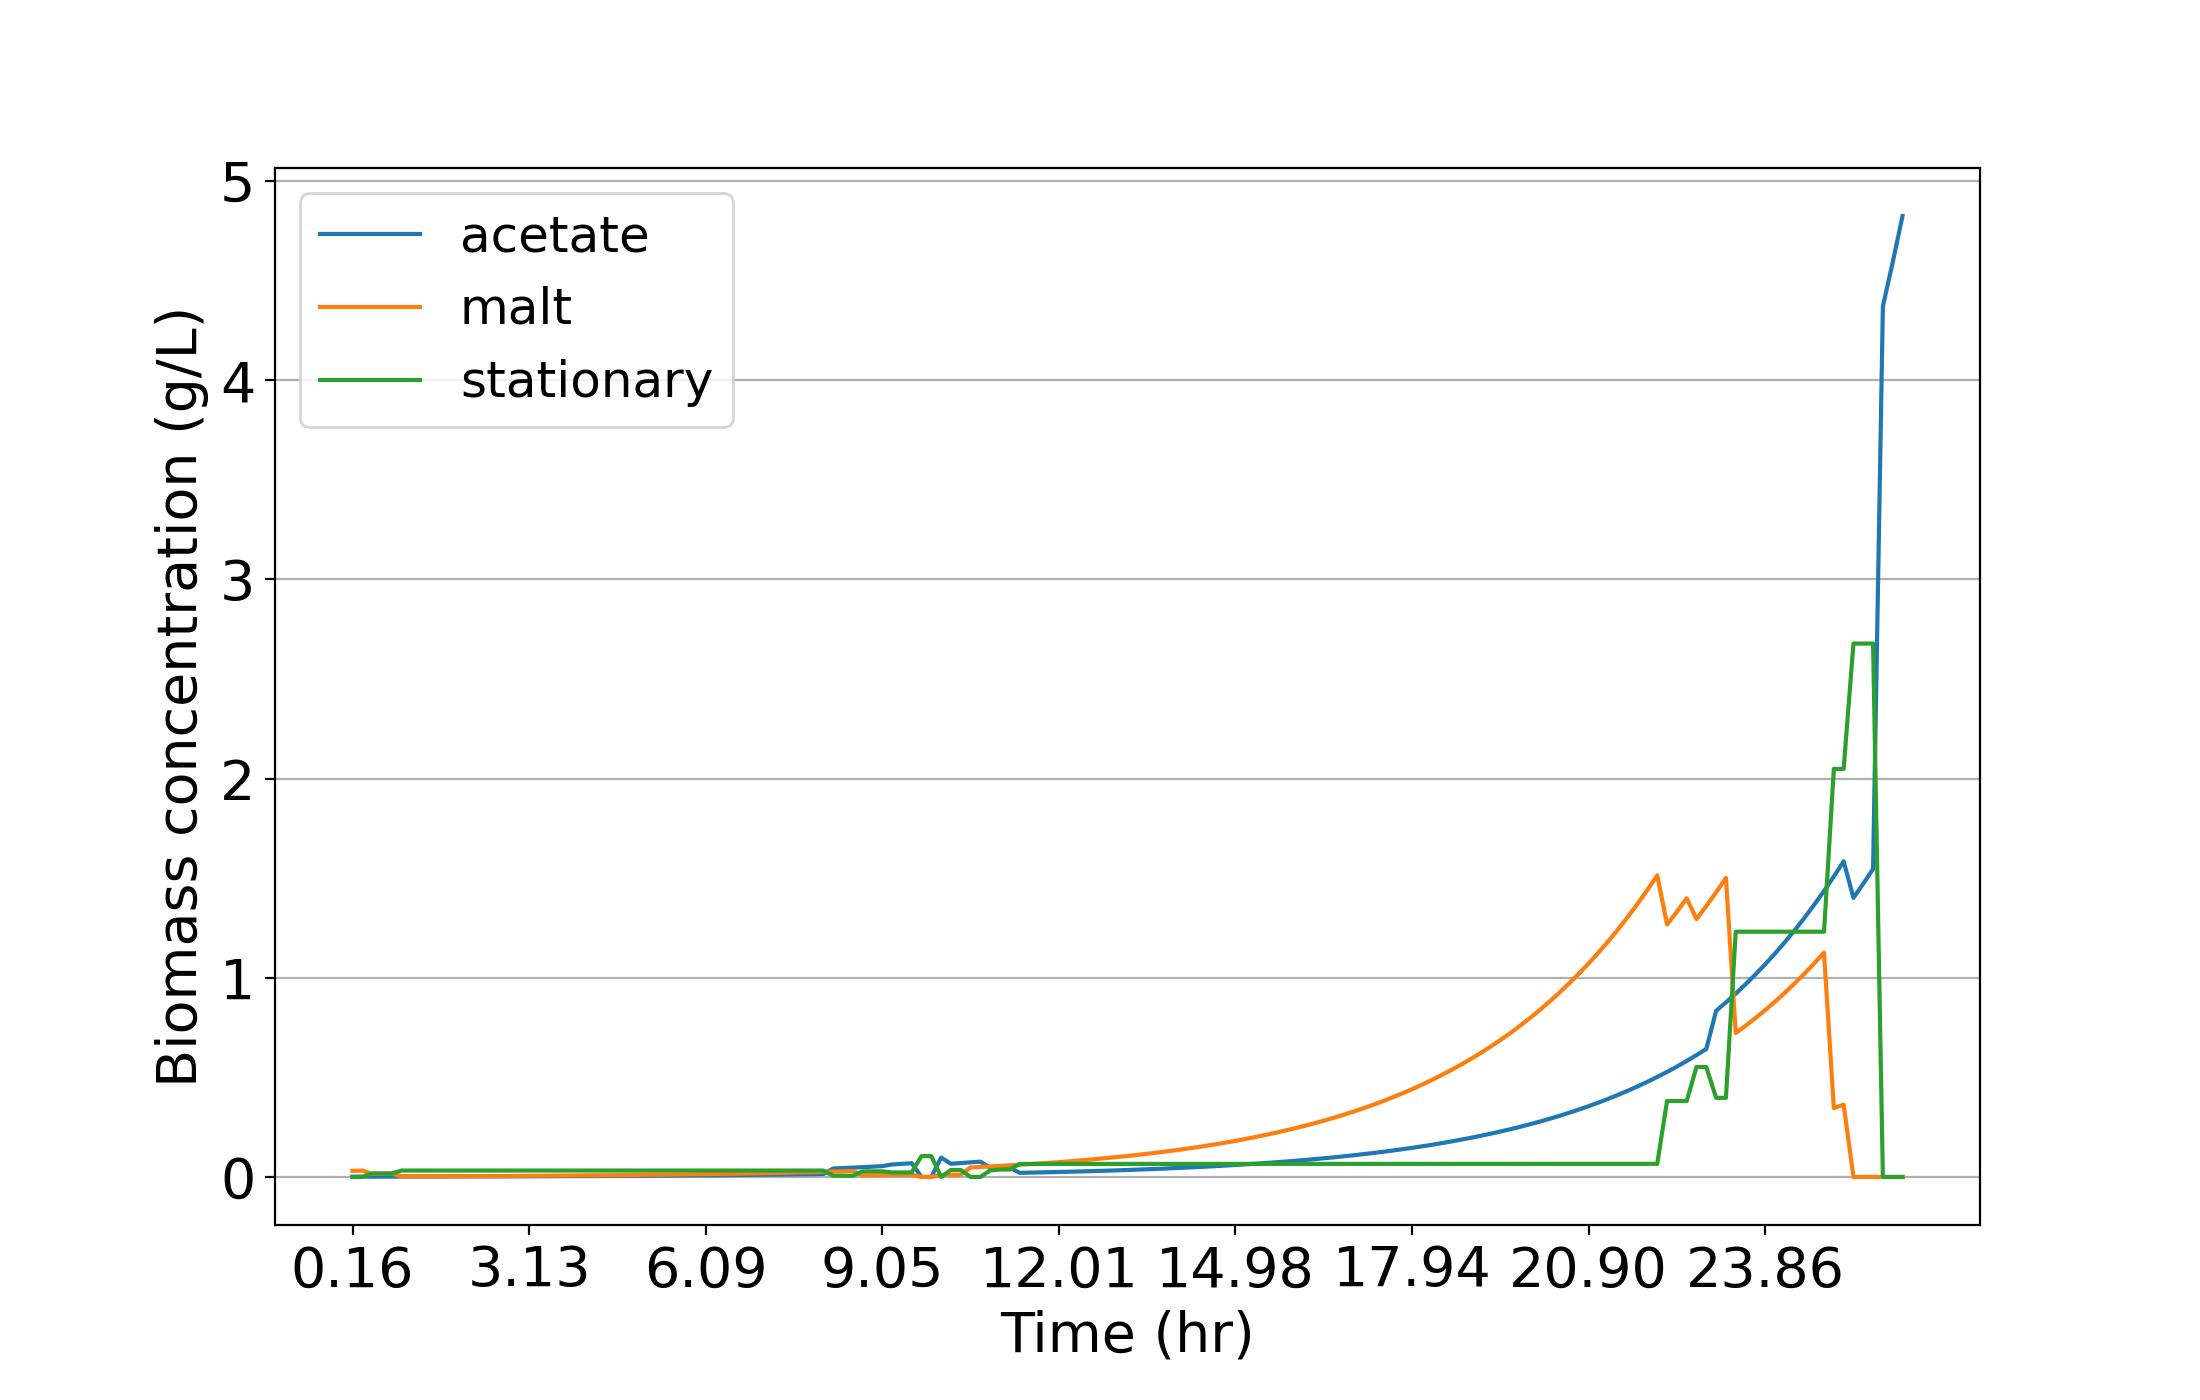 5
4
3
2
1
0
Biomass concentration (g/L)
acetate
malt
stationary
0.16 3.13 6.09 9.05 12.01 14.98 17.94 20.90 23.86
Time (hr)